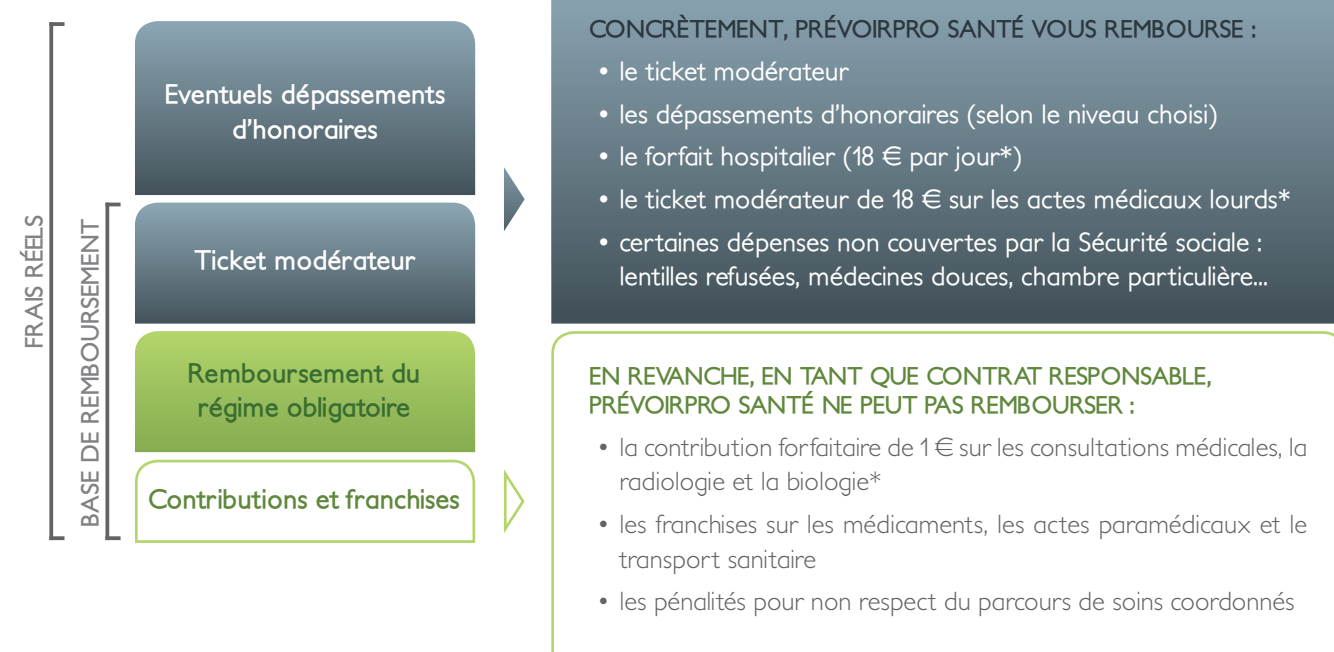 FRAIS RÉELS
BASE DE REMBOURSEMENT
Eventuels dépassements
d'honoraires
Ticket modérateur
Remboursement du
régime obligatoire
Contributions et franchises
CONCRÈTEMENT, PRÉVOIRPRO SANTÉ VOUS REMBOURSE :
• le ticket modérateur
• les dépassements d'honoraires (selon le niveau choisi)
• le forfait hospitalier (18 € par jour*)
• le ticket modérateur de 18 € sur les actes médicaux lourds*
• certaines dépenses non couvertes par la Sécurité sociale :
lentilles refusées, médecines douces, chambre particulière...
EN REVANCHE, EN TANT QUE CONTRAT RESPONSABLE,
PRÉVOIRPRO SANTÉ NE PEUT PAS REMBOURSER :
• la contribution forfaitaire de 1 € sur les consultations médicales, la
radiologie et la biologie*
• les franchises sur les médicaments, les actes paramédicaux et le
transport sanitaire
• les pénalités pour non respect du parcours de soins coordonnés